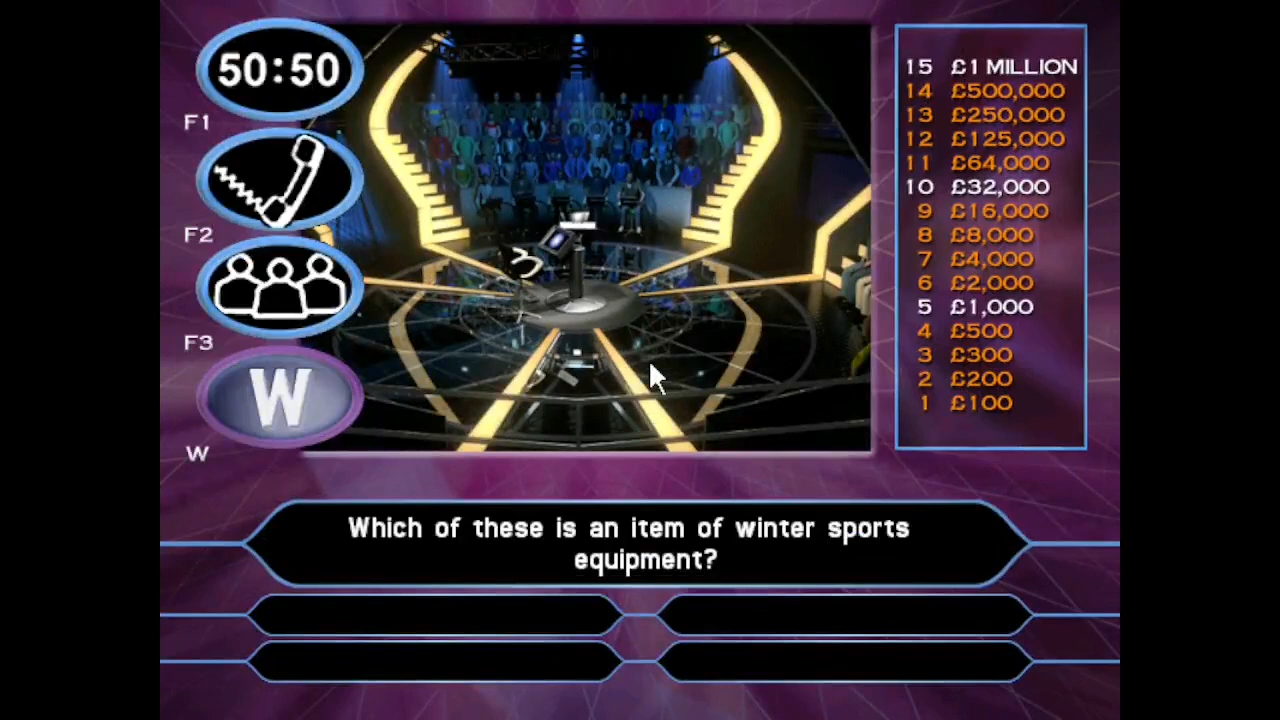 50:50
F1
F2
F3
W
W
15 £1 MILLION
14 £500,000
13 £250,000
12 £125,000
11 £64,000
10 £32,000
9 £16,000
8 £8,000
7 £4,000
6 £2,000
5 £1,000
4 £500
3 £300
2 £200
1 £100
Which of these is an item of winter sports
equipment?